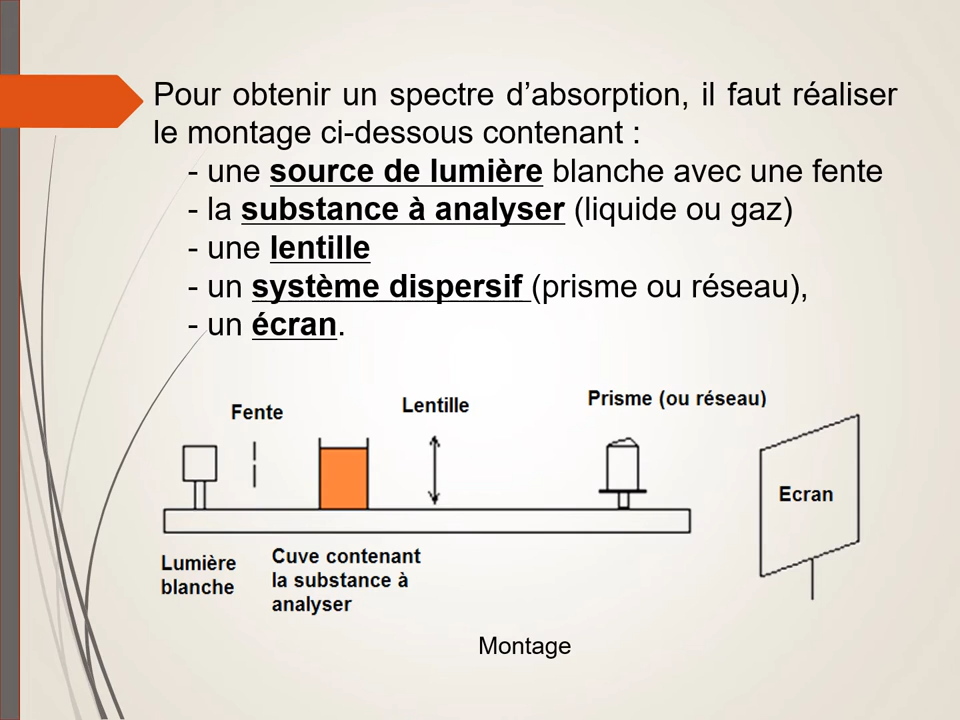 Pour obtenir un spectre d’absorption, il faut réaliser
le montage ci-dessous contenant :
- une source de lumière blanche avec une fente
- la substance à analyser (liquide ou gaz)
- une lentille
- un système dispersif (prisme ou réseau),
- un écran.
Fente
Lentille
Prisme (ou réseau)
Ecran
Lumière
blanche
Cuve contenant
la substance à
analyser
Montage